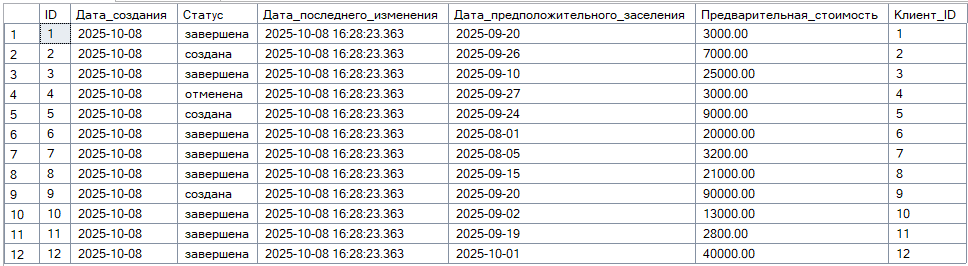 ID Дата_создания Статус Дата_последнего_изменения Дата_предположительного_заселения Предварительная_стоимость Клиент_ID
1 1 2025-10-08 завершена 2025-10-08 16:28:23.363 2025-09-20 3000.00 1
2 2 2025-10-08 создана 2025-10-08 16:28:23.363 2025-09-26 7000.00 2
3 3 2025-10-08 завершена 2025-10-08 16:28:23.363 2025-09-10 25000.00 3
4 4 2025-10-08 отменена 2025-10-08 16:28:23.363 2025-09-27 3000.00 4
5 5 2025-10-08 создана 2025-10-08 16:28:23.363 2025-09-24 9000.00 5
6 6 2025-10-08 завершена 2025-10-08 16:28:23.363 2025-08-01 20000.00 6
7 7 2025-10-08 завершена 2025-10-08 16:28:23.363 2025-08-05 3200.00 7
8 8 2025-10-08 завершена 2025-10-08 16:28:23.363 2025-09-15 21000.00 8
9 9 2025-10-08 создана 2025-10-08 16:28:23.363 2025-09-20 90000.00 9
10 10 2025-10-08 завершена 2025-10-08 16:28:23.363 2025-09-02 13000.00 10
11 11 2025-10-08 завершена 2025-10-08 16:28:23.363 2025-09-19 2800.00 11
12 12 2025-10-08 завершена 2025-10-08 16:28:23.363 2025-10-01 40000.00 12